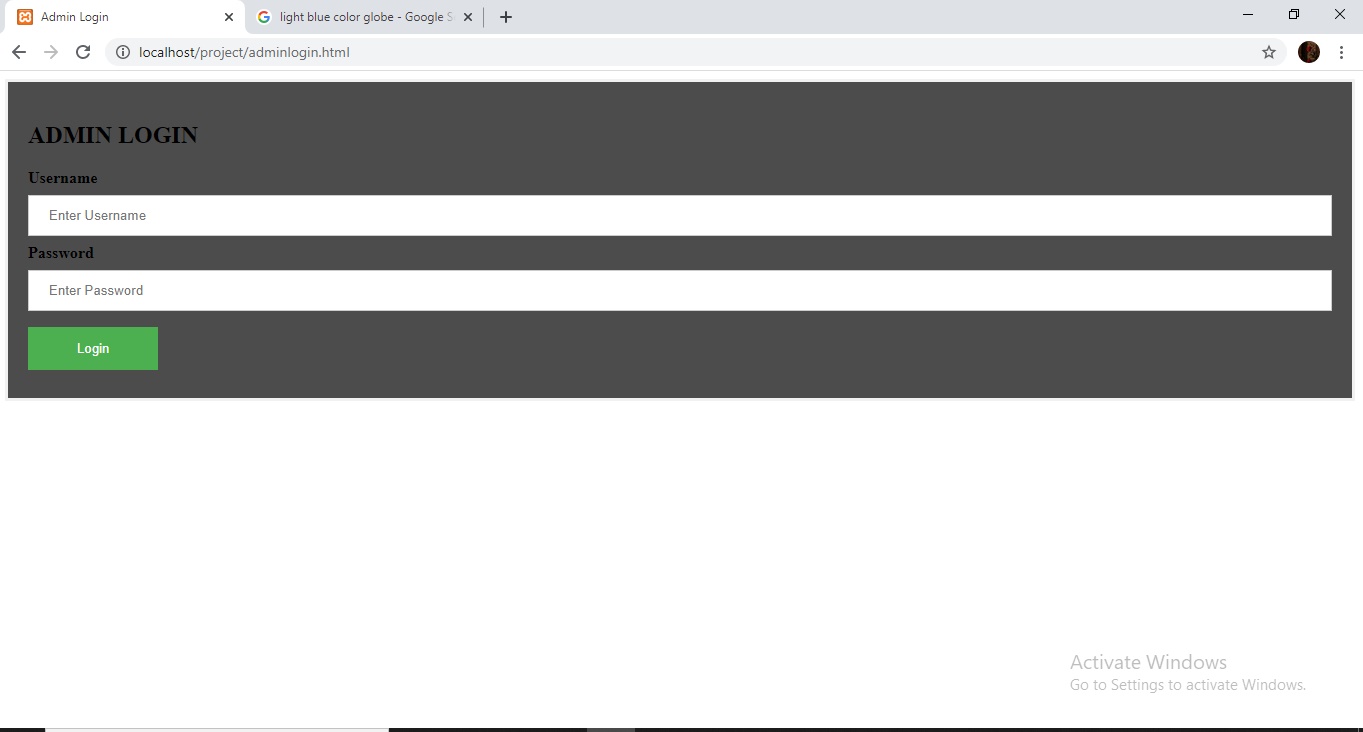 Admin Login
light blue color globe - Google S
localhost/project/adminlogin.html
ADMIN LOGIN
Username
Enter Username
Password
Enter Password
Login
Activate Windows
Go to Settings to activate Windows.